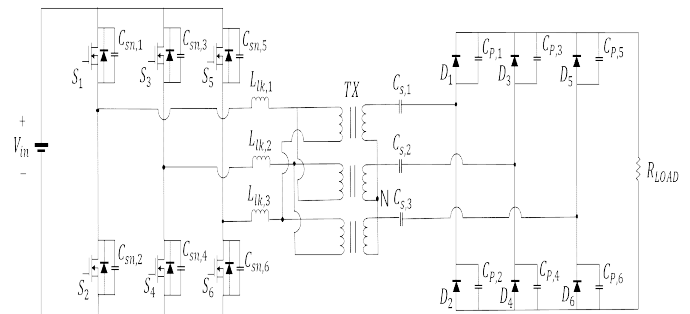 C_{sn,1}
C_{sn,3}
C_{sn,5}
S_1
S_3
S_5
C_{P,1}
C_{P,3}
C_{P,5}
D_1
D_3
D_5
L_{lk,1}
TX
C_{s,1}
+
V_{in}
−
L_{lk,2}
C_{s,2}
R_{LOAD}
L_{lk,3}
N
C_{s,3}
C_{sn,2}
C_{sn,4}
C_{sn,6}
S_2
S_4
S_6
C_{P,2}
C_{P,4}
C_{P,6}
D_2
D_4
D_6